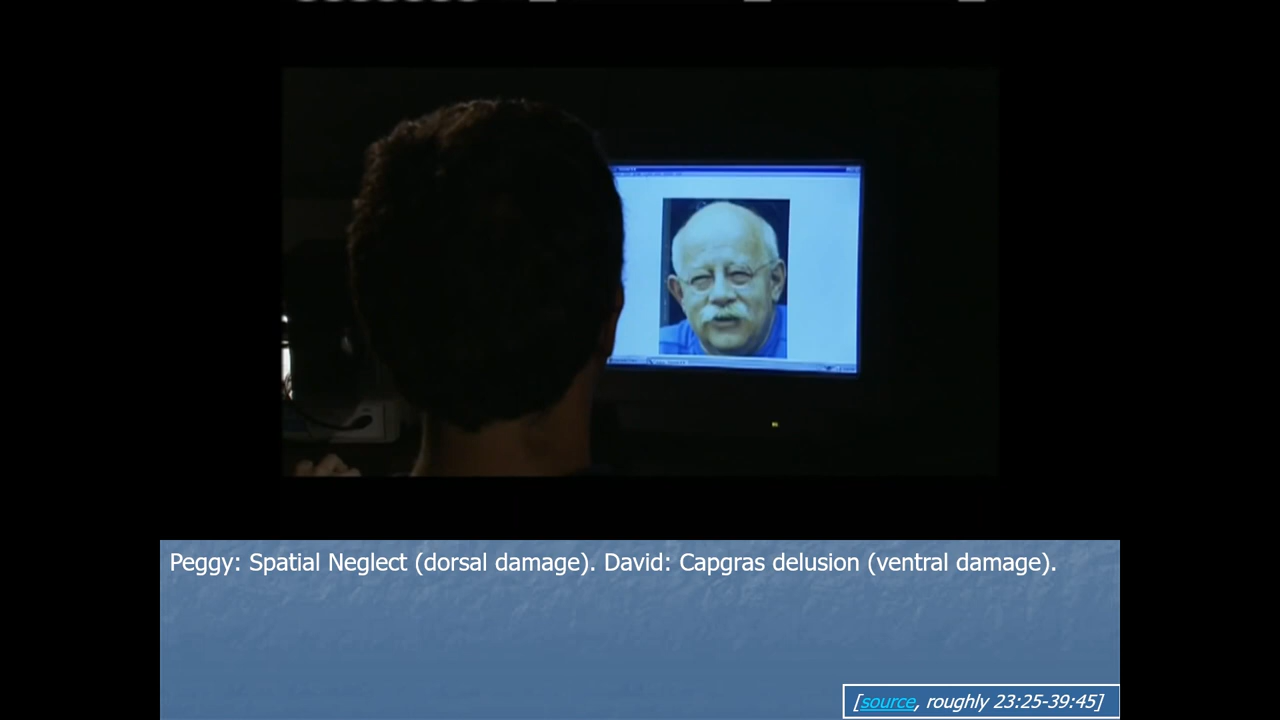 Peggy: Spatial Neglect (dorsal damage). David: Capgras delusion (ventral damage).
[source, roughly 23:25-39:45]